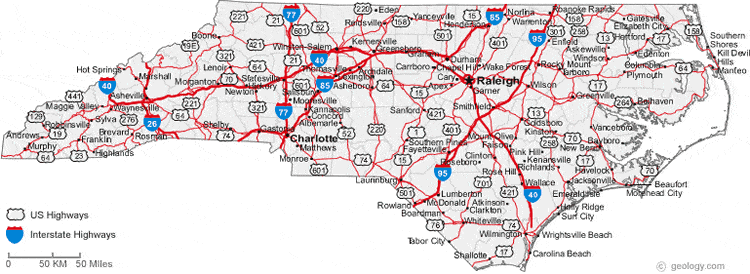 Eden
Yanceyville
Norlina
Roanoke Rapids
Reidsville
Henderson
Warrenton
Gatesville
Elizabeth City
Boone
Kernersville
Winston-Salem
Greensboro
Enfield
Hertford
Askewville
Edenton
Windsor
Southern
Shores
Kill Devil
Hills
Manteo
Hot Springs
Marshall
Lenoir
Statesville
Thomasville
Archdale
Lexington
Asheboro
Durham
Chapel Hill
Wake Forest
Carrboro
Cary
Raleigh
Rocky
Mount
Tarboro
Columbia
Plymouth
Morganton
Hickory
Newton
Salisbury
Mooresville
Kannapolis
Concord
Albemarle
Apex
Garner
Wilson
Greenville
Belhaven
Maggie Valley
Asheville
Waynesville
Robbinsville
Sylva
Brevard
Andrews
Murphy
Franklin
Highlands
Rosman
Shelby
Gastonia
Charlotte
Matthews
Monroe
Sanford
Smithfield
Goldsboro
Kinston
Vanceboro
Southern Pines
Fayetteville
Mount Olive
Faison
Pink Hill
New Bern
Bayboro
Roseboro
Clinton
Kenansville
Richlands
Havelock
Rose Hill
Wallace
Jacksonville
Beaufort
Morehead City
Emerald Isle
Laurinburg
Lumberton
Rowland
McDonald
Boardman
Atkinson
Clarkton
Holly Ridge
Surf City
Whiteville
Tabor City
Wilmington
Wrightsville Beach
Shallotte
Carolina Beach
US Highways
Interstate Highways
0 50 KM 50 Miles
© geology.com